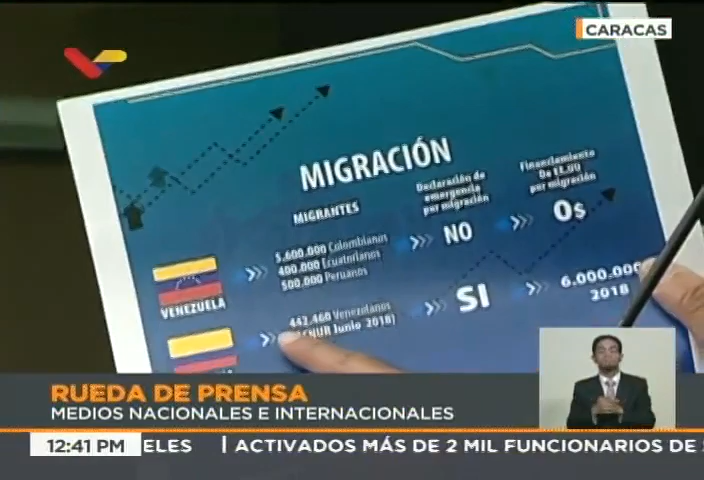 CARACAS
MIGRACIÓN
MIGRANTES
Declaración de
emergencia
por migración
Financiamiento
De EE.UU
por migración
5.600.000 Colombianos
400.000 Ecuatorianos
500.000 Peruanos
NO
0$
VENEZUELA
442.460 Venezolanos
Junio 2018)
SI
6.000.000
2018
RUEDA DE PRENSA
MEDIOS NACIONALES E INTERNACIONALES
12:41 PM
ELES | ACTIVADOS MÁS DE 2 MIL FUNCIONARIOS DE